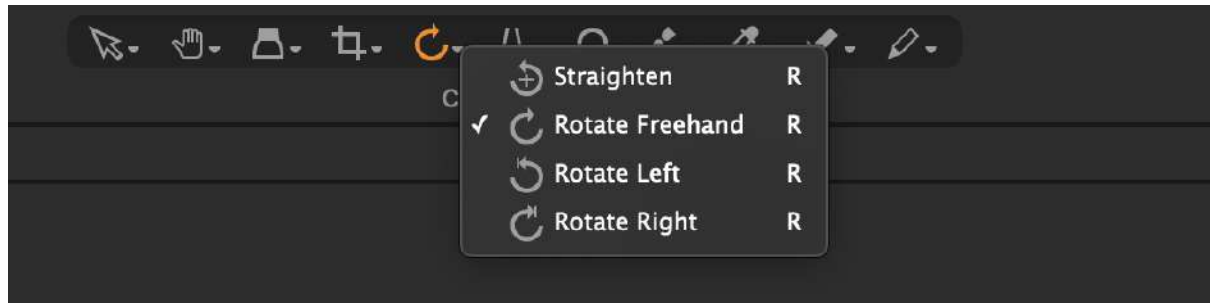 C
Straighten R
✓ Rotate Freehand R
Rotate Left R
Rotate Right R